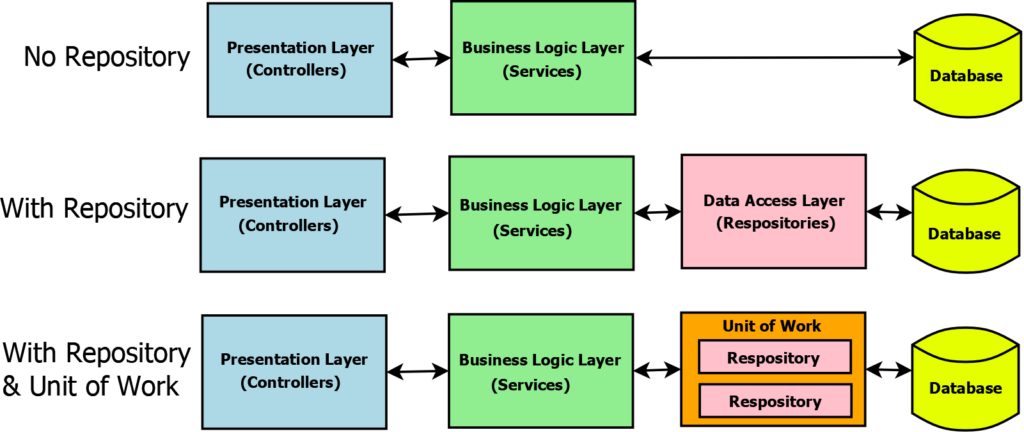 No Repository
Presentation Layer
(Controllers)
Business Logic Layer
(Services)
Database
With Repository
Presentation Layer
(Controllers)
Business Logic Layer
(Services)
Data Access Layer
(Respositories)
Database
With Repository
& Unit of Work
Presentation Layer
(Controllers)
Business Logic Layer
(Services)
Unit of Work
Respository
Respository
Database